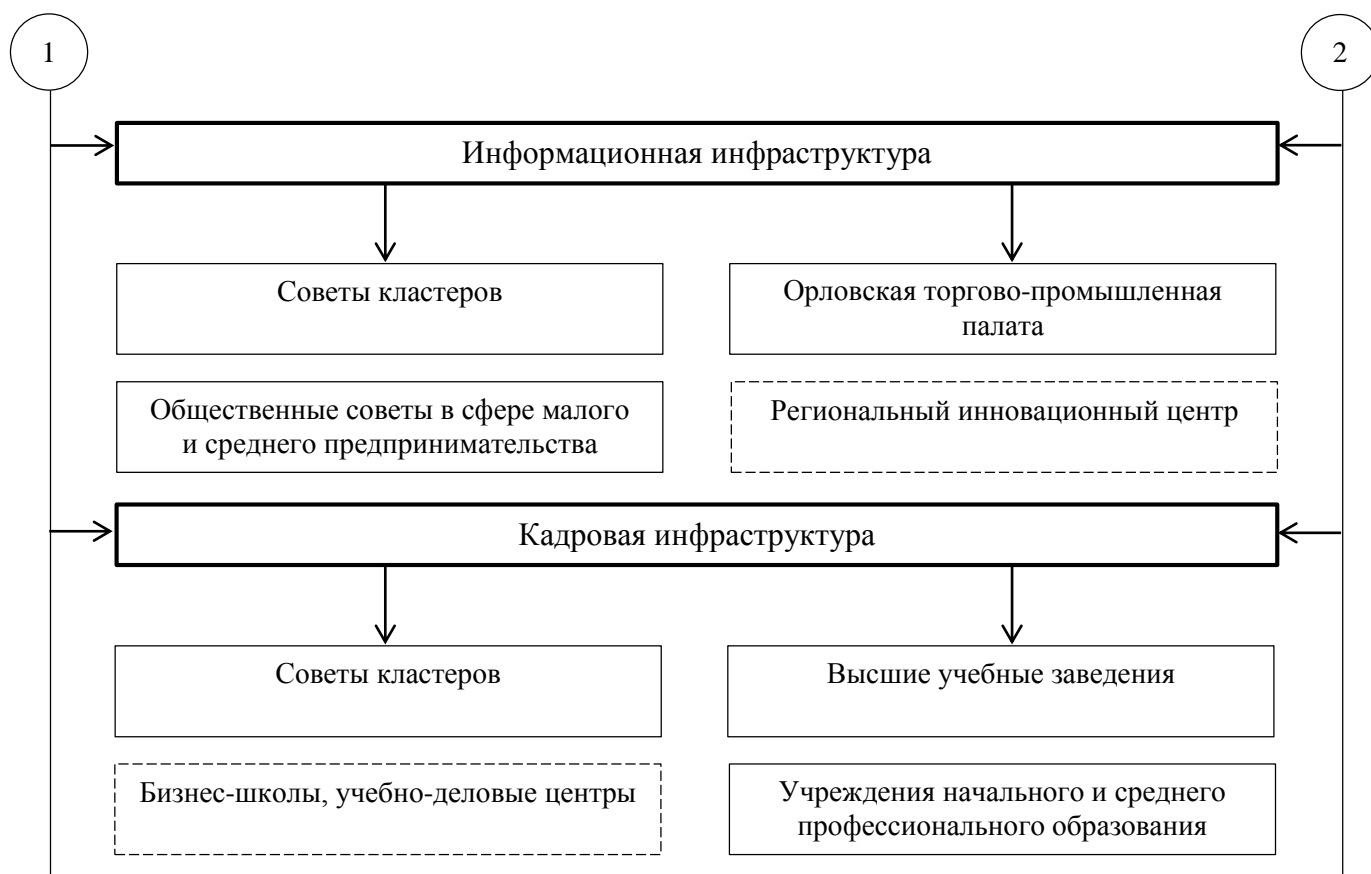 1
2
Информационная инфраструктура
Советы кластеров
Орловская торгово-промышленная
палата
Общественные советы в сфере малого
и среднего предпринимательства
Региональный инновационный центр
Кадровая инфраструктура
Советы кластеров
Высшие учебные заведения
Бизнес-школы, учебно-деловые центры
Учреждения начального и среднего
профессионального образования